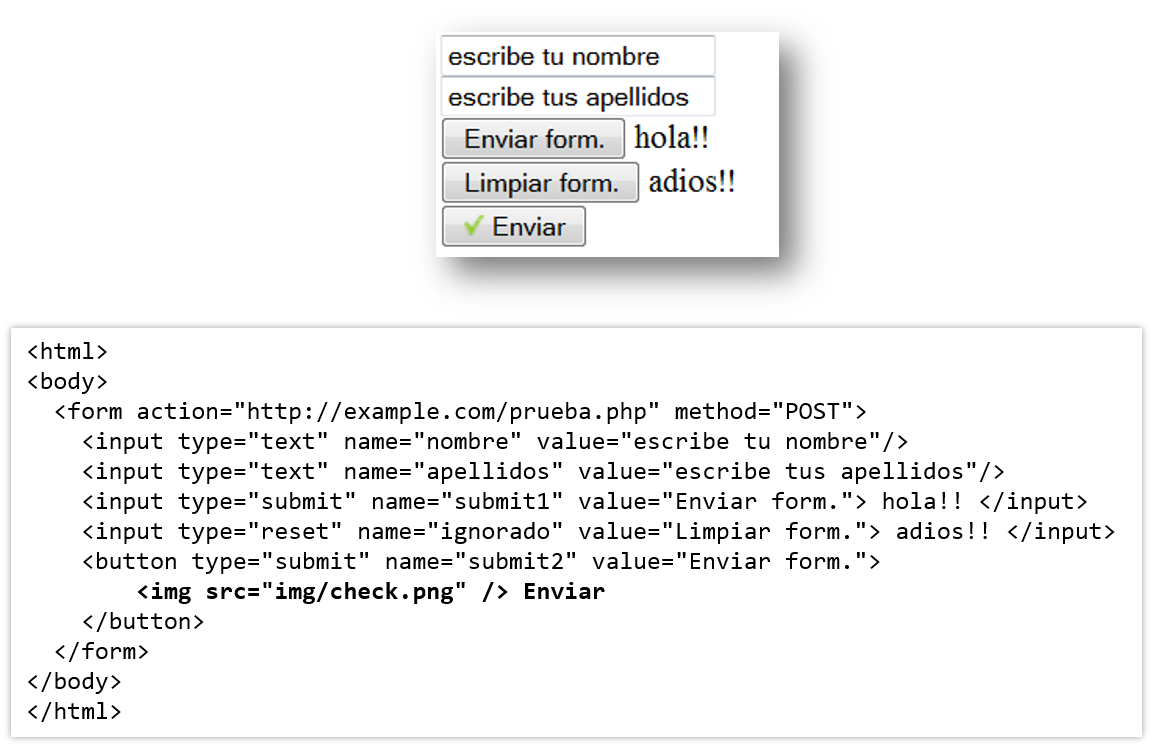 escribe tu nombre
escribe tus apellidos
Enviar form. hola!!
Limpiar form. adios!!
Enviar
<html>
<body>
  <form action="http://example.com/prueba.php" method="POST">
    <input type="text" name="nombre" value="escribe tu nombre"/>
    <input type="text" name="apellidos" value="escribe tus apellidos"/>
    <input type="submit" name="submit1" value="Enviar form."> hola!! </input>
    <input type="reset" name="ignorado" value="Limpiar form."> adios!! </input>
    <button type="submit" name="submit2" value="Enviar form.">
        <img src="img/check.png" /> Enviar
    </button>
  </form>
</body>
</html>